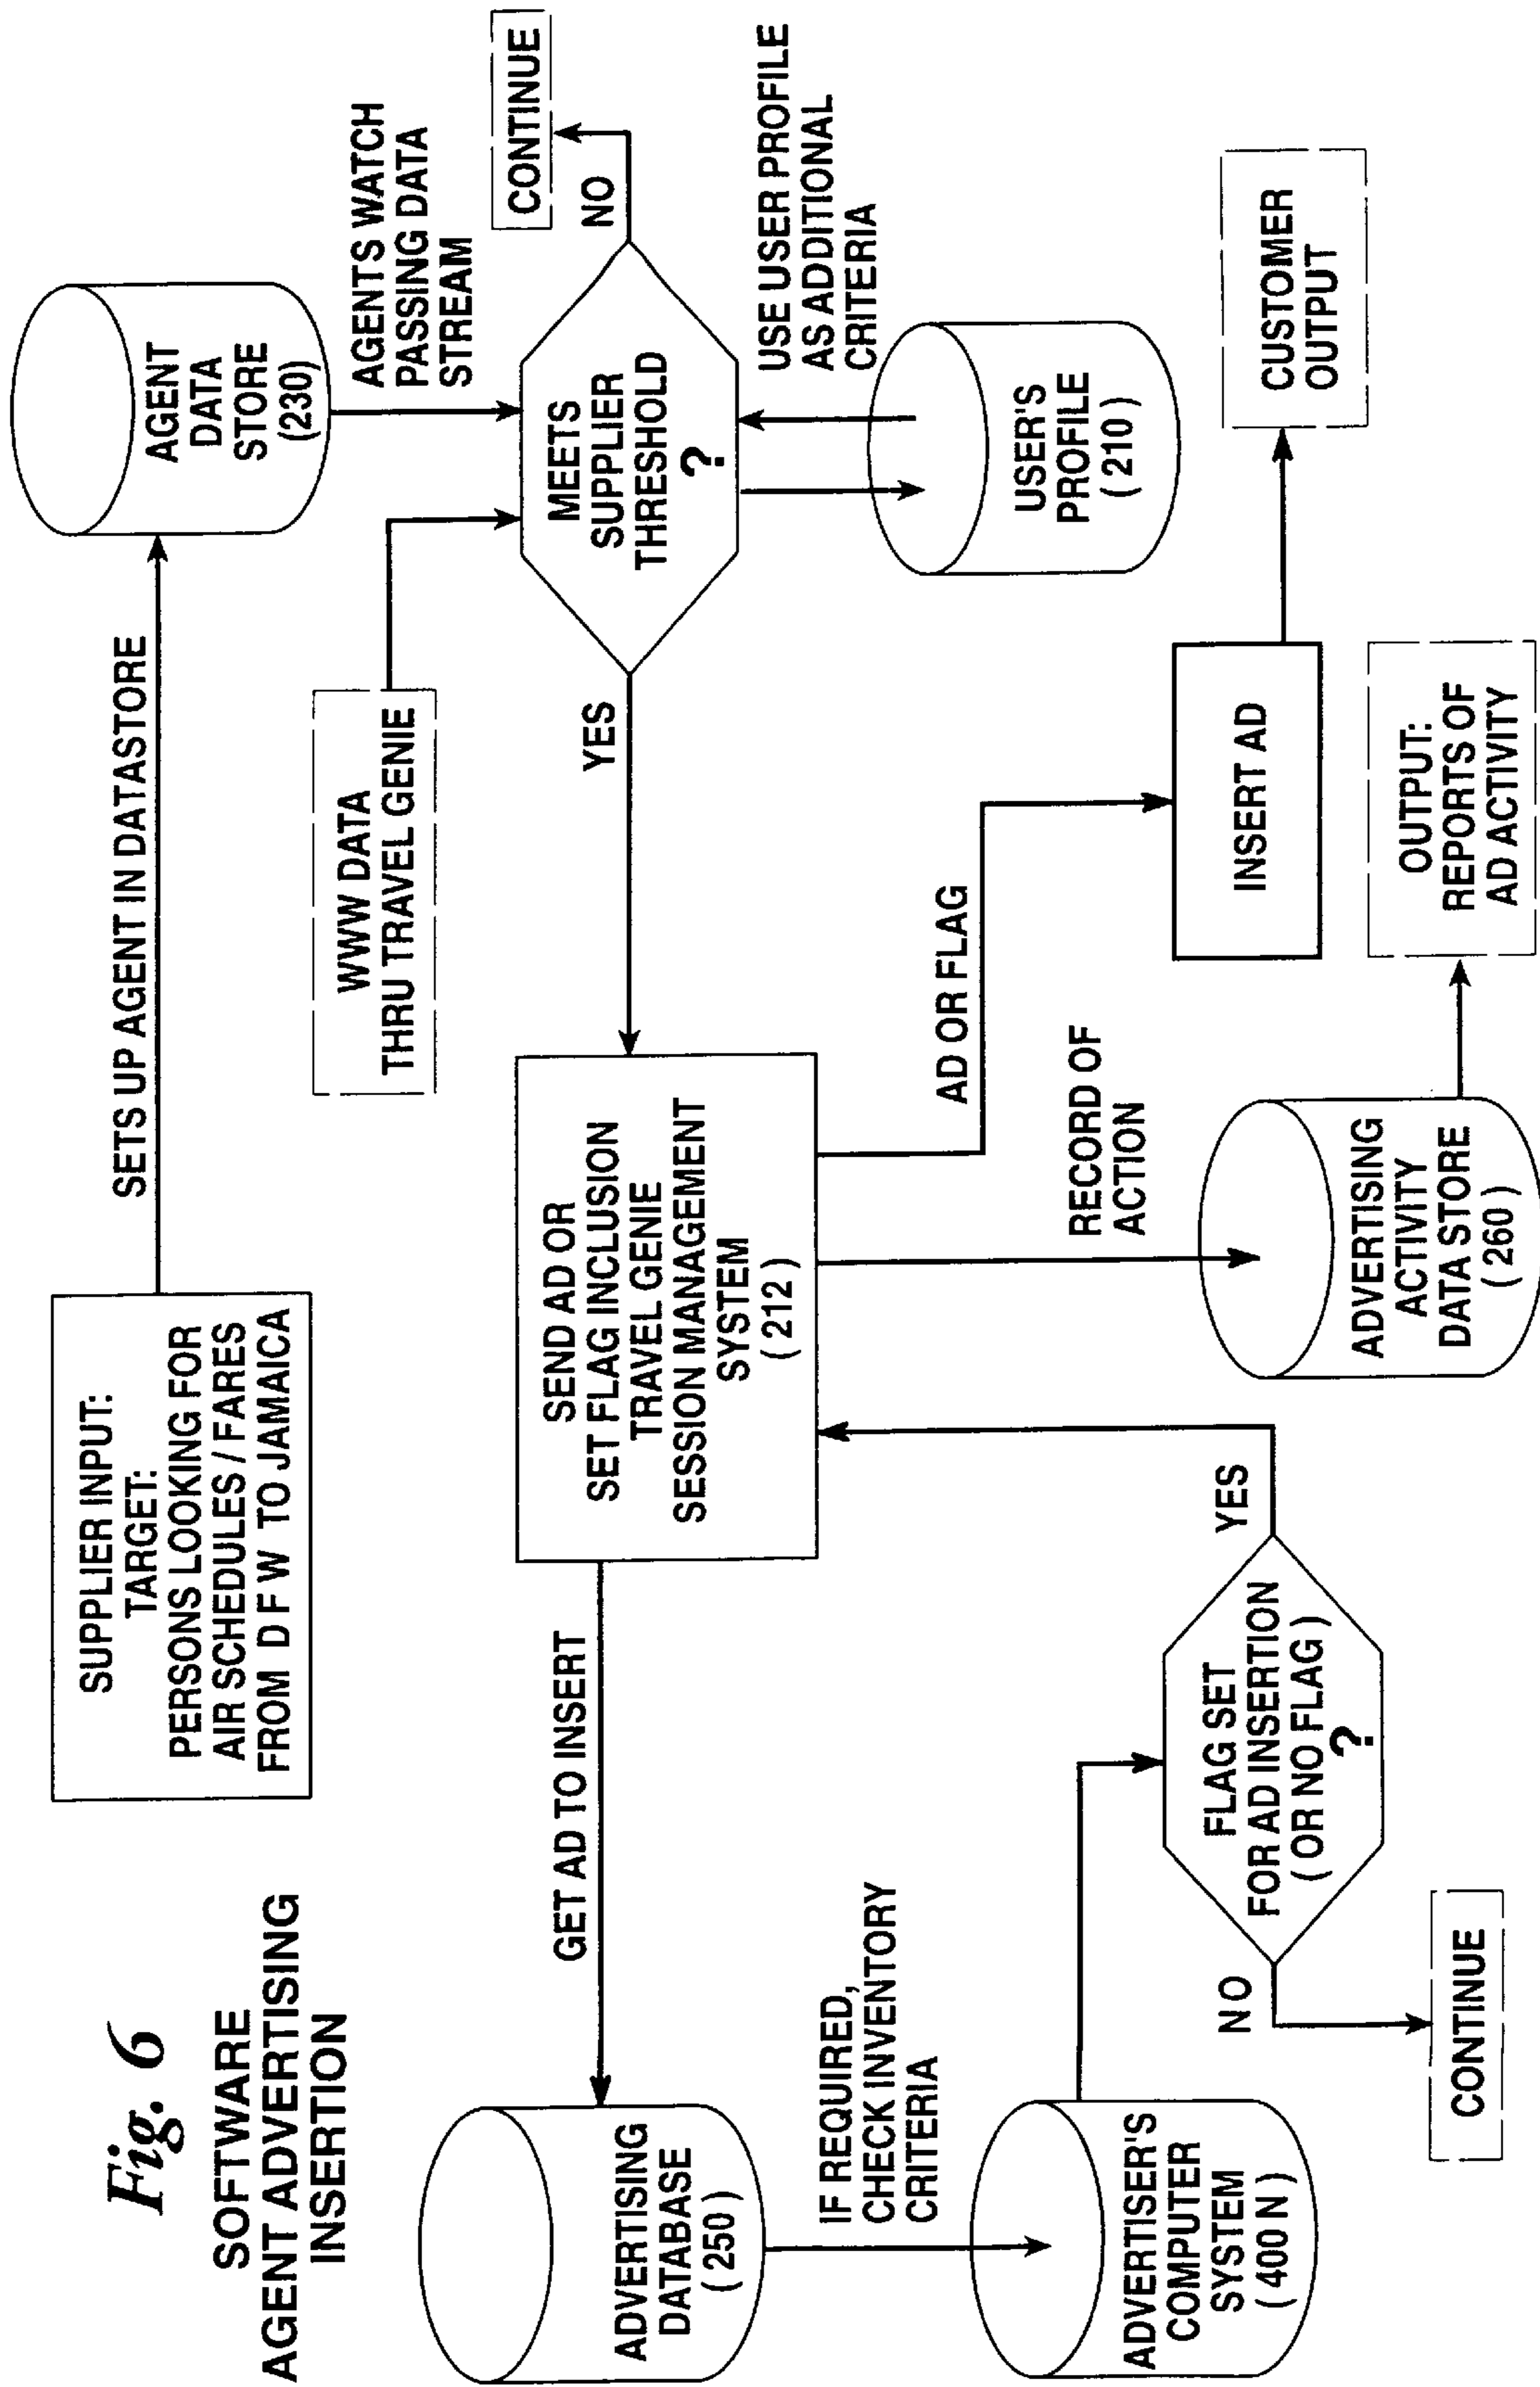 Fig. 6
SOFTWARE
AGENT ADVERTISING
INSERTION
SUPPLIER INPUT:
TARGET:
PERSONS LOOKING FOR
AIR SCHEDULES / FARES
FROM D F W TO JAMAICA
SETS UP AGENT IN DATASTORE
AGENT
DATA
STORE
(230)
WWW DATA
THRU TRAVEL GENIE
AGENTS WATCH
PASSING DATA
STREAM
MEETS
SUPPLIER
THRESHOLD
?
NO
CONTINUE
YES
USE USER PROFILE
AS ADDITIONAL
CRITERIA
USER'S
PROFILE
( 210 )
SEND AD OR
SET FLAG INCLUSION
TRAVEL GENIE
SESSION MANAGEMENT
SYSTEM
( 212 )
GET AD TO INSERT
ADVERTISING
DATABASE
( 250 )
IF REQUIRED,
CHECK INVENTORY
CRITERIA
ADVERTISER'S
COMPUTER
SYSTEM
( 400 N )
FLAG SET
FOR AD INSERTION
( OR NO FLAG )
?
NO
CONTINUE
YES
RECORD OF
ACTION
ADVERTISING
ACTIVITY
DATA STORE
( 260 )
OUTPUT:
REPORTS OF
AD ACTIVITY
AD OR FLAG
INSERT AD
CUSTOMER
OUTPUT